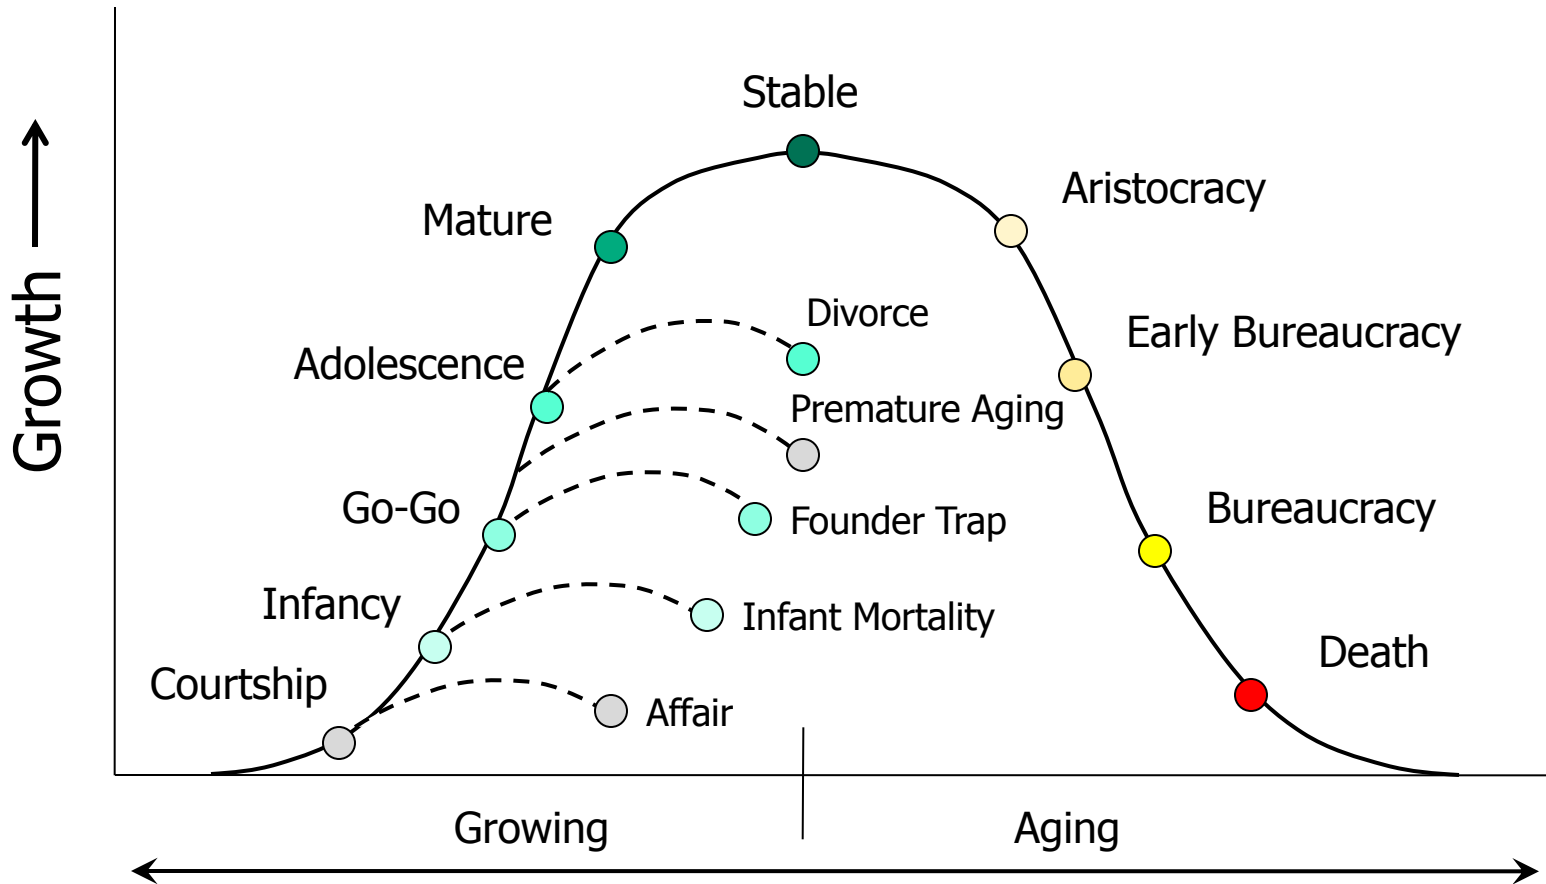 Stable
Aristocracy
Mature
Divorce
Early Bureaucracy
Adolescence
Premature Aging
Growth
Go-Go
Founder Trap
Bureaucracy
Infancy
Infant Mortality
Death
Courtship
Affair
Growing
Aging